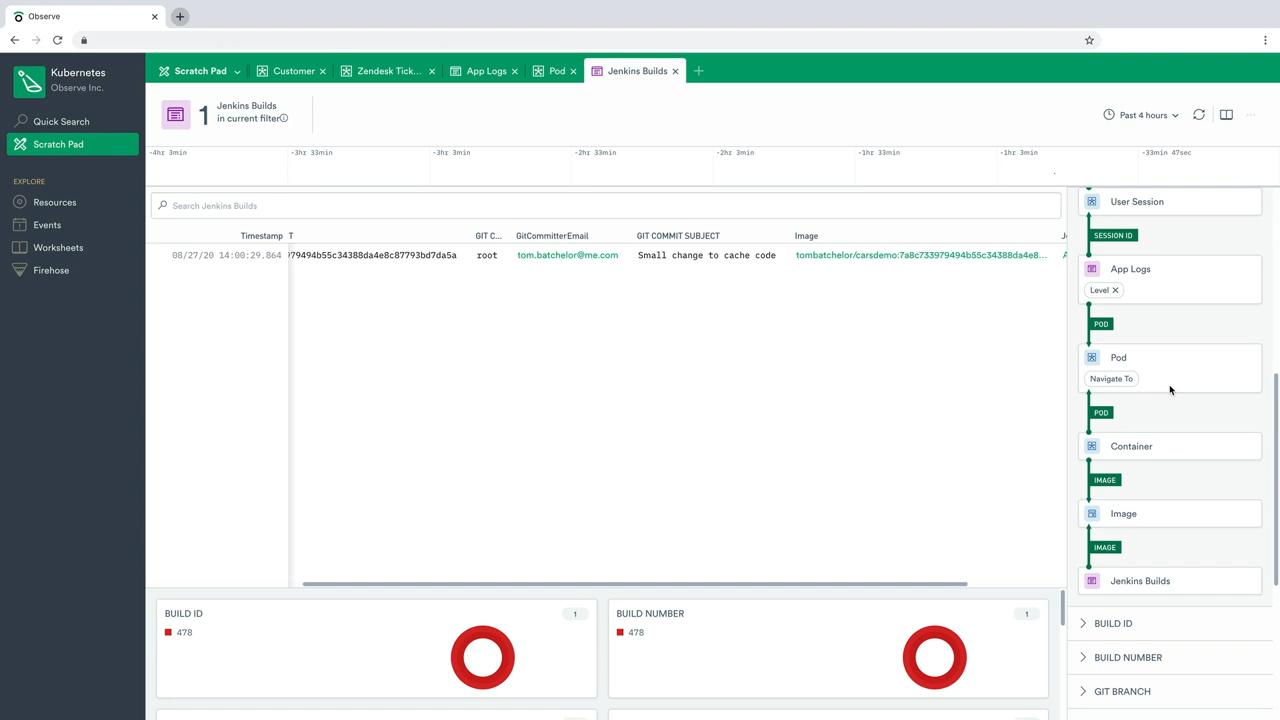 Observe
Kubernetes
Observe Inc.
Quick Search
Scratch Pad
EXPLORE
Resources
Events
Worksheets
Firehose
Scratch Pad
Customer
Zendesk Tick...
App Logs
Pod
Jenkins Builds
1
Jenkins Builds
in current filter
Past 4 hours
-4hr 3min
-3hr 33min
-3hr 3min
-2hr 33min
-2hr 3min
-1hr 33min
-1hr 3min
-33min 47sec
Search Jenkins Builds
Timestamp
T
GIT C...
GitCommitterEmail
GIT COMMIT SUBJECT
Image
08/27/20 14:00:29.864
79494b55c34388da4e8c87793bd7da5a
root
tom.batchelor@me.com
Small change to cache code
tombatchelor/carsdemo:7a8c733979494b55c34388da4e8...
BUILD ID
1
478
BUILD NUMBER
1
478
User Session
SESSION ID
App Logs
Level
POD
Pod
Navigate To
POD
Container
IMAGE
Image
IMAGE
Jenkins Builds
BUILD ID
BUILD NUMBER
GIT BRANCH